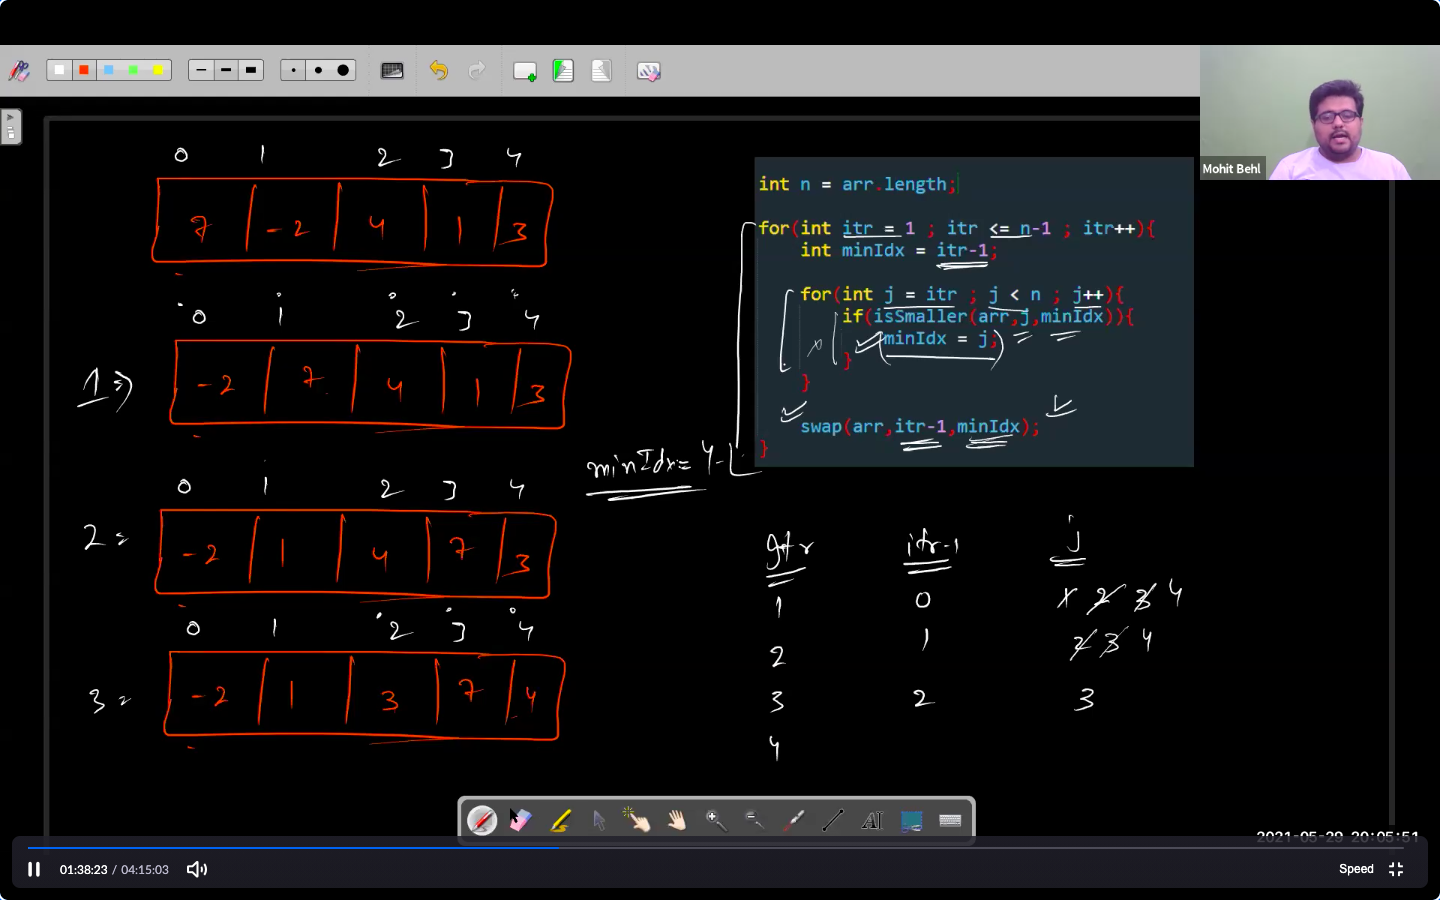 Mohit Behl
0 1 2 3 4
7 -2 4 1 3
0 1 2 3 4
1 => -2 7 4 1 3
0 1 2 3 4
2 = -2 1 4 7 3
0 1 2 3 4
3 = -2 1 3 7 4
int n = arr.length;
for(int itr = 1 ; itr <= n-1 ; itr++){
int minIdx = itr-1;
for(int j = itr ; j < n ; j++){
if(isSmaller(arr,j,minIdx)){
minIdx = j;
}
}
swap(arr,itr-1,minIdx);
}
minIdx= 4
itr itr-1 j
1 0 1 2 3 4
2 1 2 3 4
3 2 3
4
AI
2021-05-29 20:05:51
01:38:23 / 04:15:03
Speed